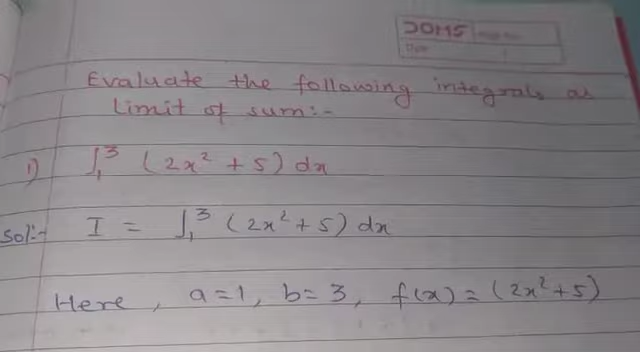 DOMS
Evaluate the following integrals as
Limit of sum:-
1) ∫₁³ (2x² + 5) dx
Sol:- I = ∫₁³ (2x² + 5) dx
Here, a=1, b=3, f(x) = (2x²+5)